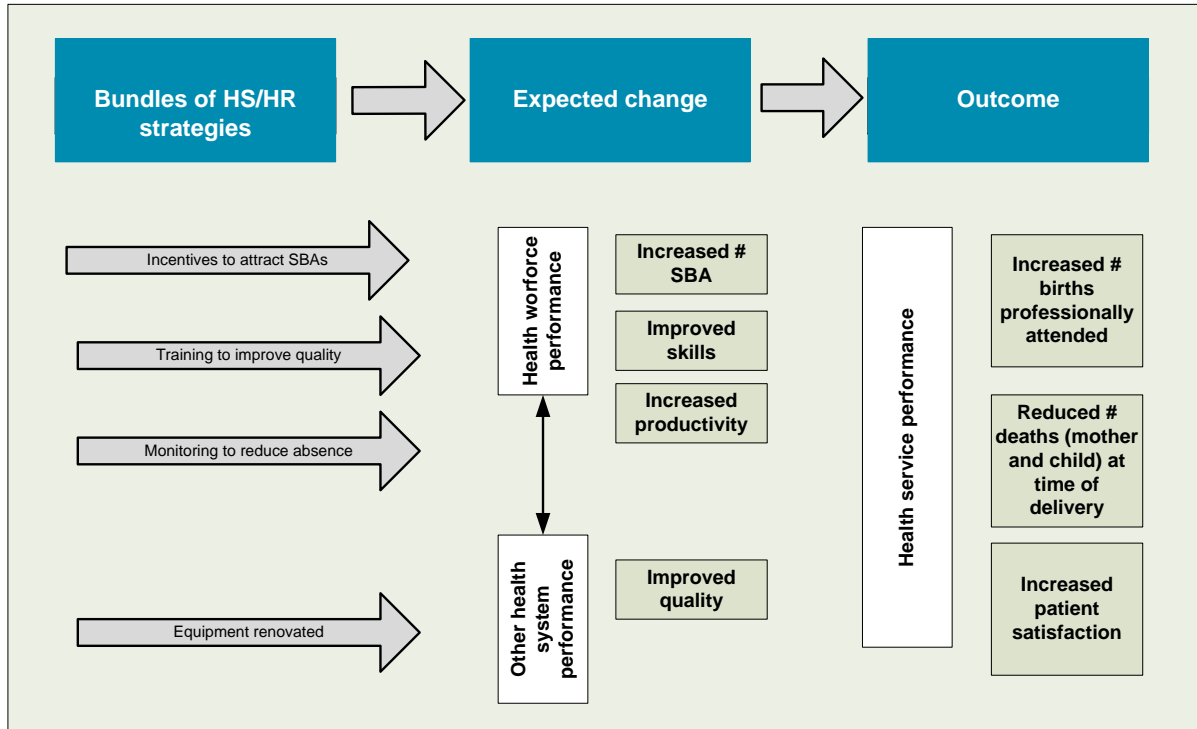 Bundles of HS/HR
strategies
Expected change
Outcome
Incentives to attract SBAs
Training to improve quality
Monitoring to reduce absence
Equipment renovated
Health woforce
performance
Increased #
SBA
Improved
skills
Increased
productivity
Other health
system
performance
Improved
quality
Health service performance
Increased #
births
professionally
attended
Reduced #
deaths (mother
and child) at
time of
delivery
Increased
patient
satisfaction